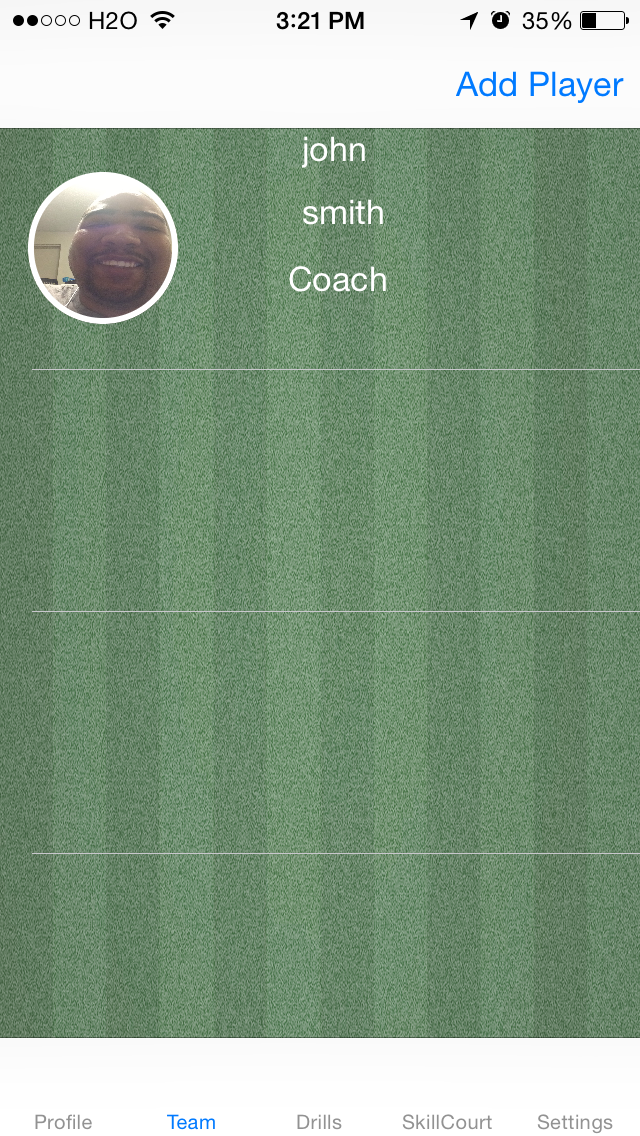 H2O 3:21 PM 35%
Add Player
john
smith
Coach
Profile Team Drills SkillCourt Settings